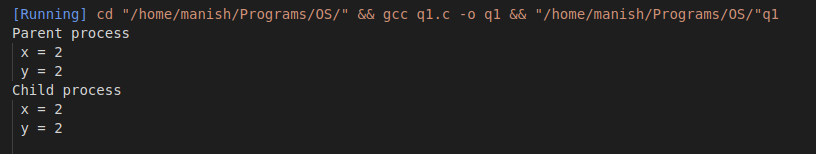 [Running] cd "/home/manish/Programs/OS/" && gcc q1.c -o q1 && "/home/manish/Programs/OS/"q1
Parent process
x = 2
y = 2
Child process
x = 2
y = 2